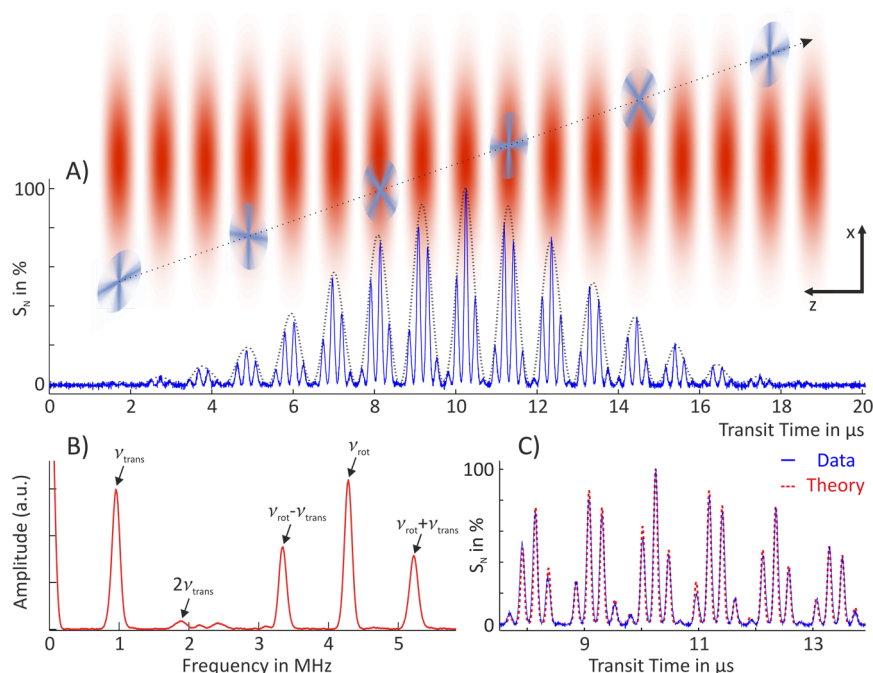 A)
100
S_N in %
0
x
z
0 2 4 6 8 10 12 14 16 18 20
Transit Time in μs
B)
Amplitude (a.u.)
ν_trans
2ν_trans
ν_rot-ν_trans
ν_rot
ν_rot+ν_trans
0 1 2 3 4 5
Frequency in MHz
C)
Data
Theory
100
S_N in %
0
9 11 13
Transit Time in μs